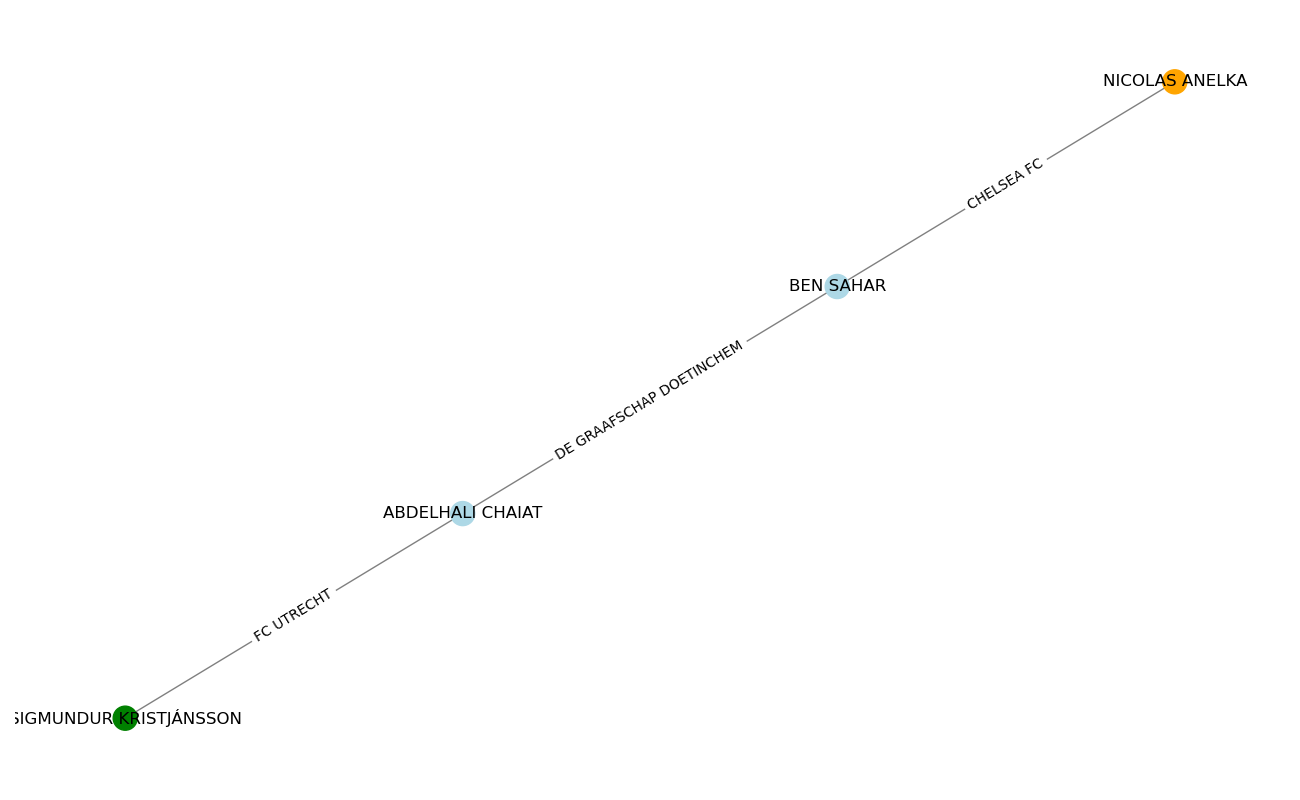 NICOLAS ANELKA
CHELSEA FC
BEN SAHAR
DE GRAAFSCHAP DOETINCHEM
ABDELHALI CHAIAT
FC UTRECHT
SIGMUNDUR KRISTJÁNSSON